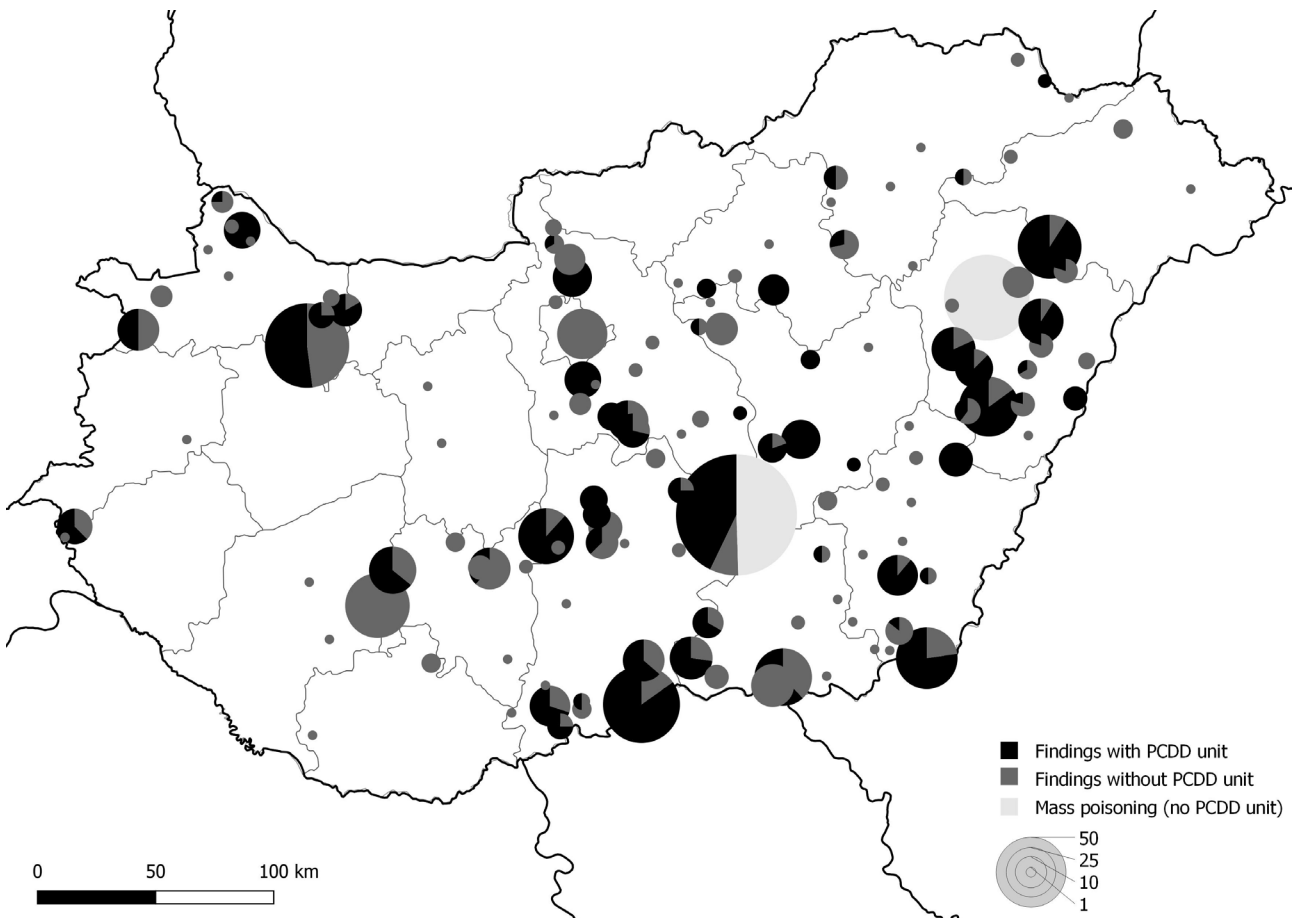 Findings with PCDD unit
Findings without PCDD unit
Mass poisoning (no PCDD unit)
50
25
10
1
0 50 100 km